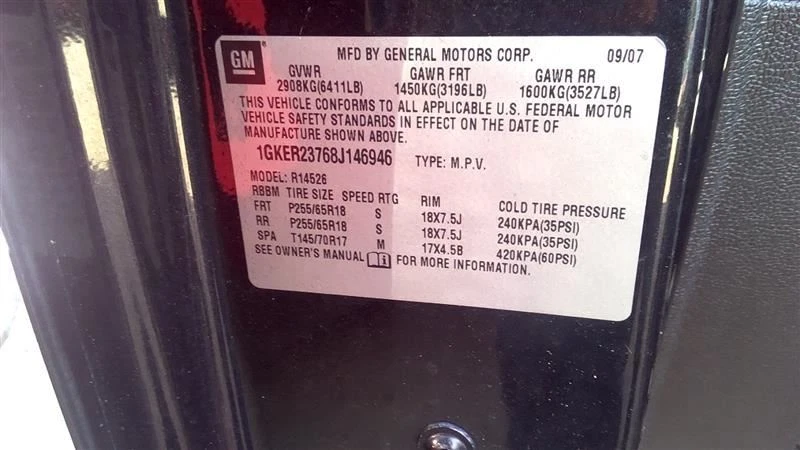 GM MFD BY GENERAL MOTORS CORP. 09/07
GVWR GAWR FRT GAWR RR
2908KG(6411LB) 1450KG(3196LB) 1600KG(3527LB)
THIS VEHICLE CONFORMS TO ALL APPLICABLE U.S. FEDERAL MOTOR
VEHICLE SAFETY STANDARDS IN EFFECT ON THE DATE OF
MANUFACTURE SHOWN ABOVE.
1GKER23768J146946 TYPE: M.P.V.
MODEL: R14526
RBBM TIRE SIZE SPEED RTG RIM COLD TIRE PRESSURE
FRT P255/65R18 S 18X7.5J 240KPA(35PSI)
RR P255/65R18 S 18X7.5J 240KPA(35PSI)
SPA T145/70R17 M 17X4.5B 420KPA(60PSI)
SEE OWNER'S MANUAL FOR MORE INFORMATION.